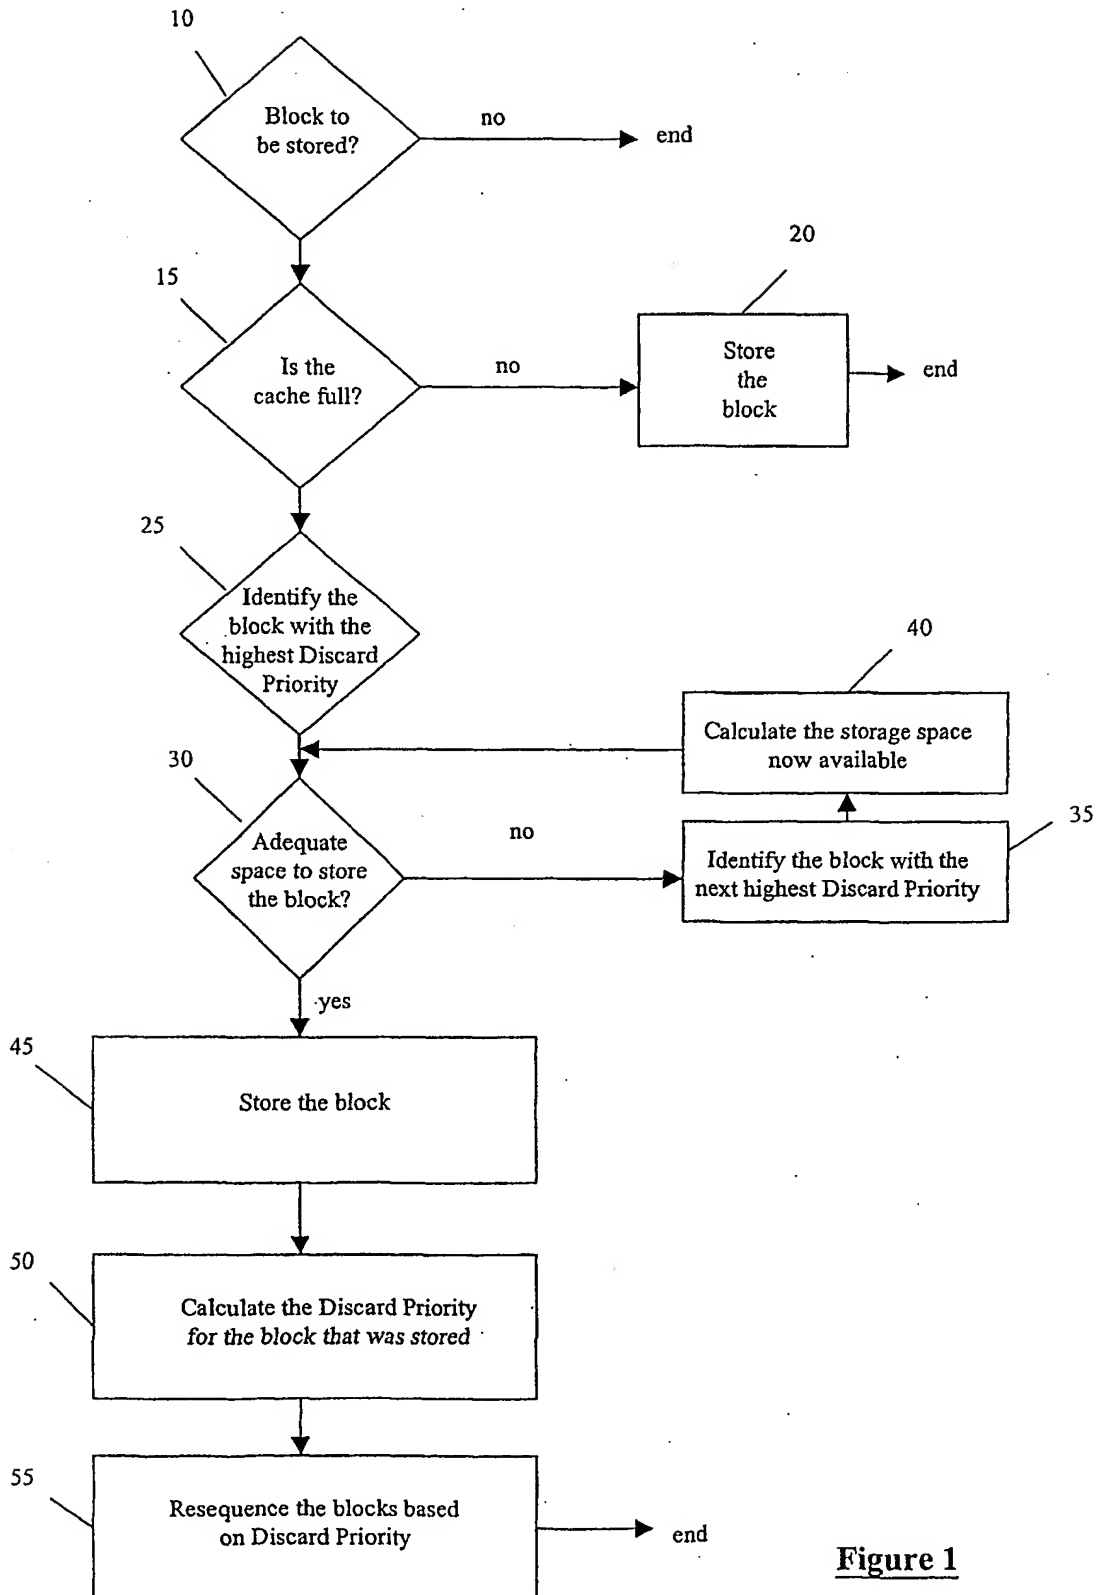 10
Block to
be stored?
no
end
15
Is the
cache full?
no
20
Store
the
block
end
25
Identify the
block with the
highest Discard
Priority
40
Calculate the storage space
now available
30
Adequate
space to store
the block?
no
35
Identify the block with the
next highest Discard Priority
yes
45
Store the block
50
Calculate the Discard Priority
for the block that was stored
55
Resequence the blocks based
on Discard Priority
end
Figure 1